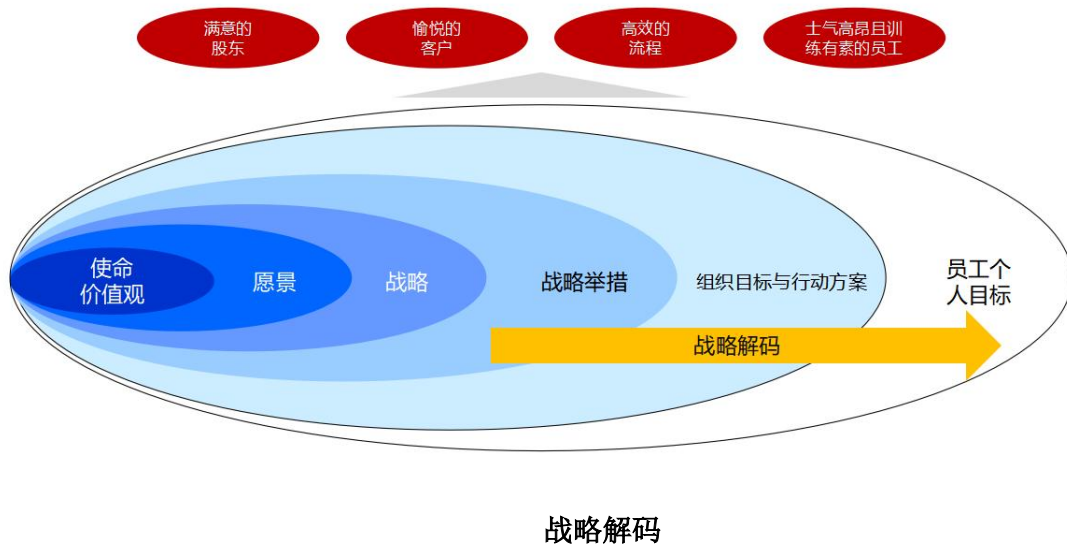 满意的
股东
愉悦的
客户
高效的
流程
士气高昂且训
练有素的员工
使命
价值观
愿景
战略
战略举措
组织目标与行动方案
员工个
人目标
战略解码
战略解码